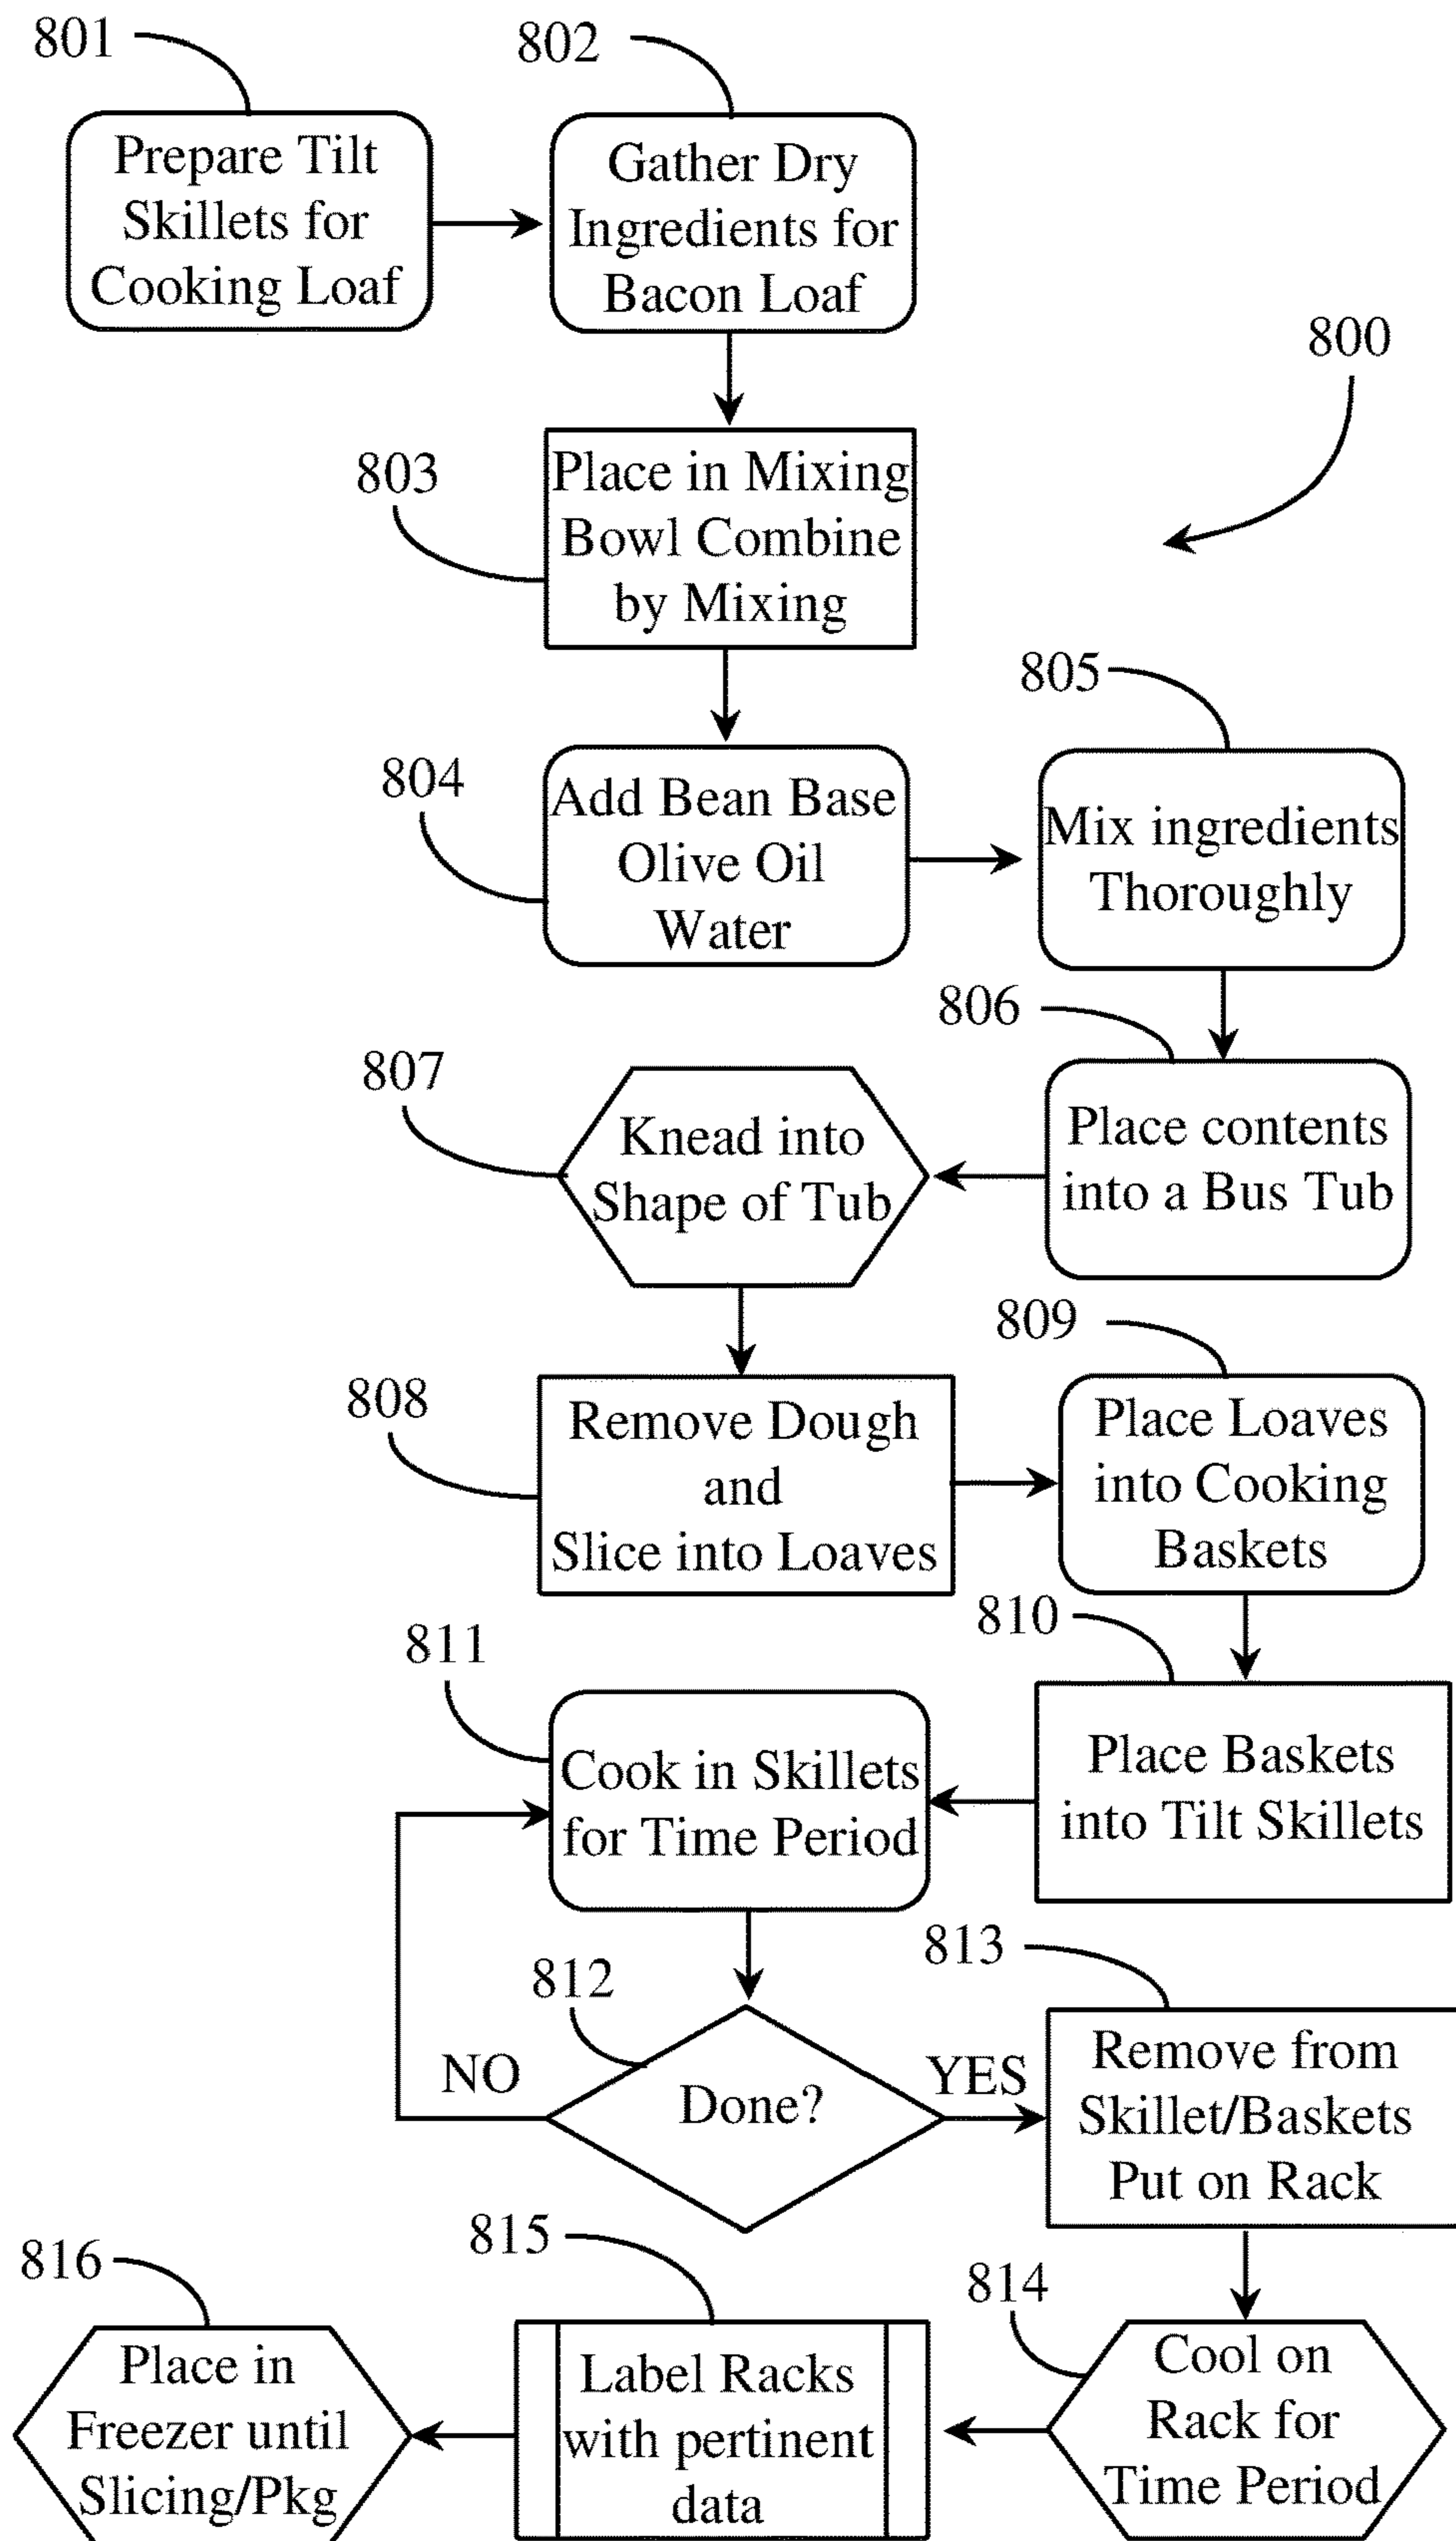 801
802
Prepare Tilt
Skillets for
Cooking Loaf
Gather Dry
Ingredients for
Bacon Loaf
800
803
Place in Mixing
Bowl Combine
by Mixing
804
Add Bean Base
Olive Oil
Water
805
Mix ingredients
Thoroughly
806
Place contents
into a Bus Tub
807
Knead into
Shape of Tub
808
Remove Dough
and
Slice into Loaves
809
Place Loaves
into Cooking
Baskets
810
Place Baskets
into Tilt Skillets
811
Cook in Skillets
for Time Period
812
Done?
NO
YES
813
Remove from
Skillet/Baskets
Put on Rack
814
Cool on
Rack for
Time Period
815
Label Racks
with pertinent
data
816
Place in
Freezer until
Slicing/Pkg